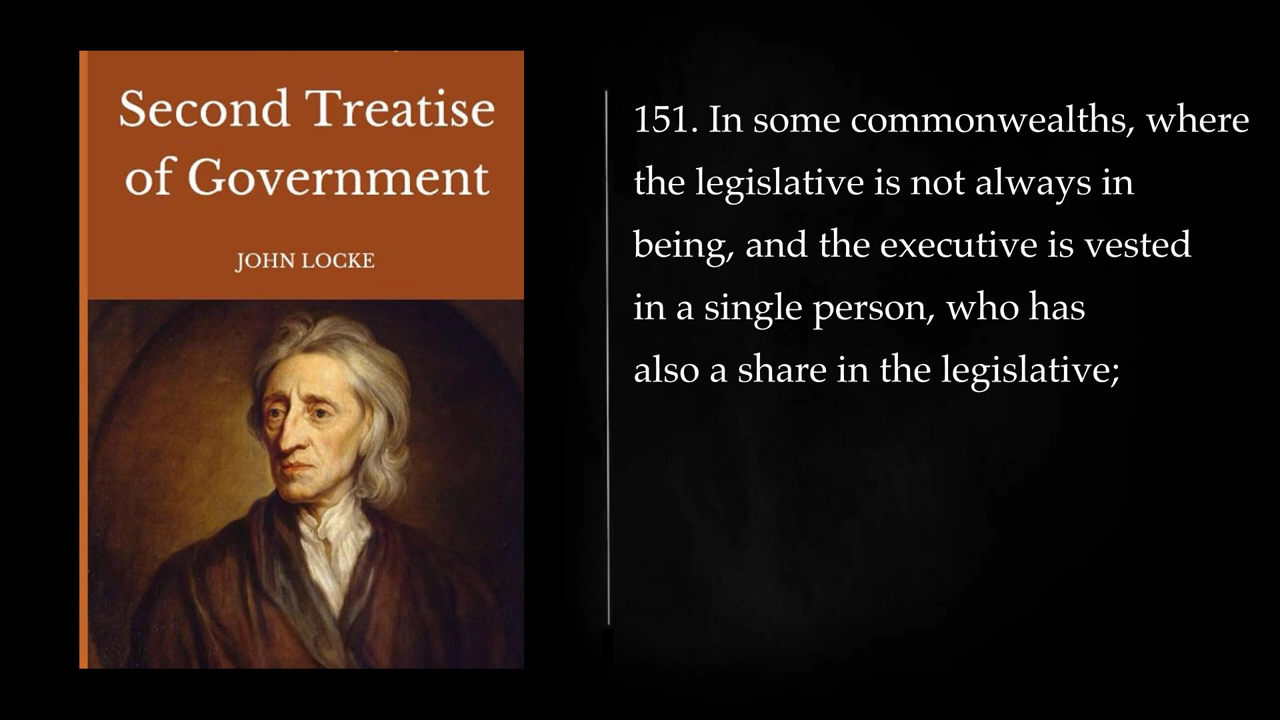 Second Treatise
of Government
JOHN LOCKE
151. In some commonwealths, where
the legislative is not always in
being, and the executive is vested
in a single person, who has
also a share in the legislative;